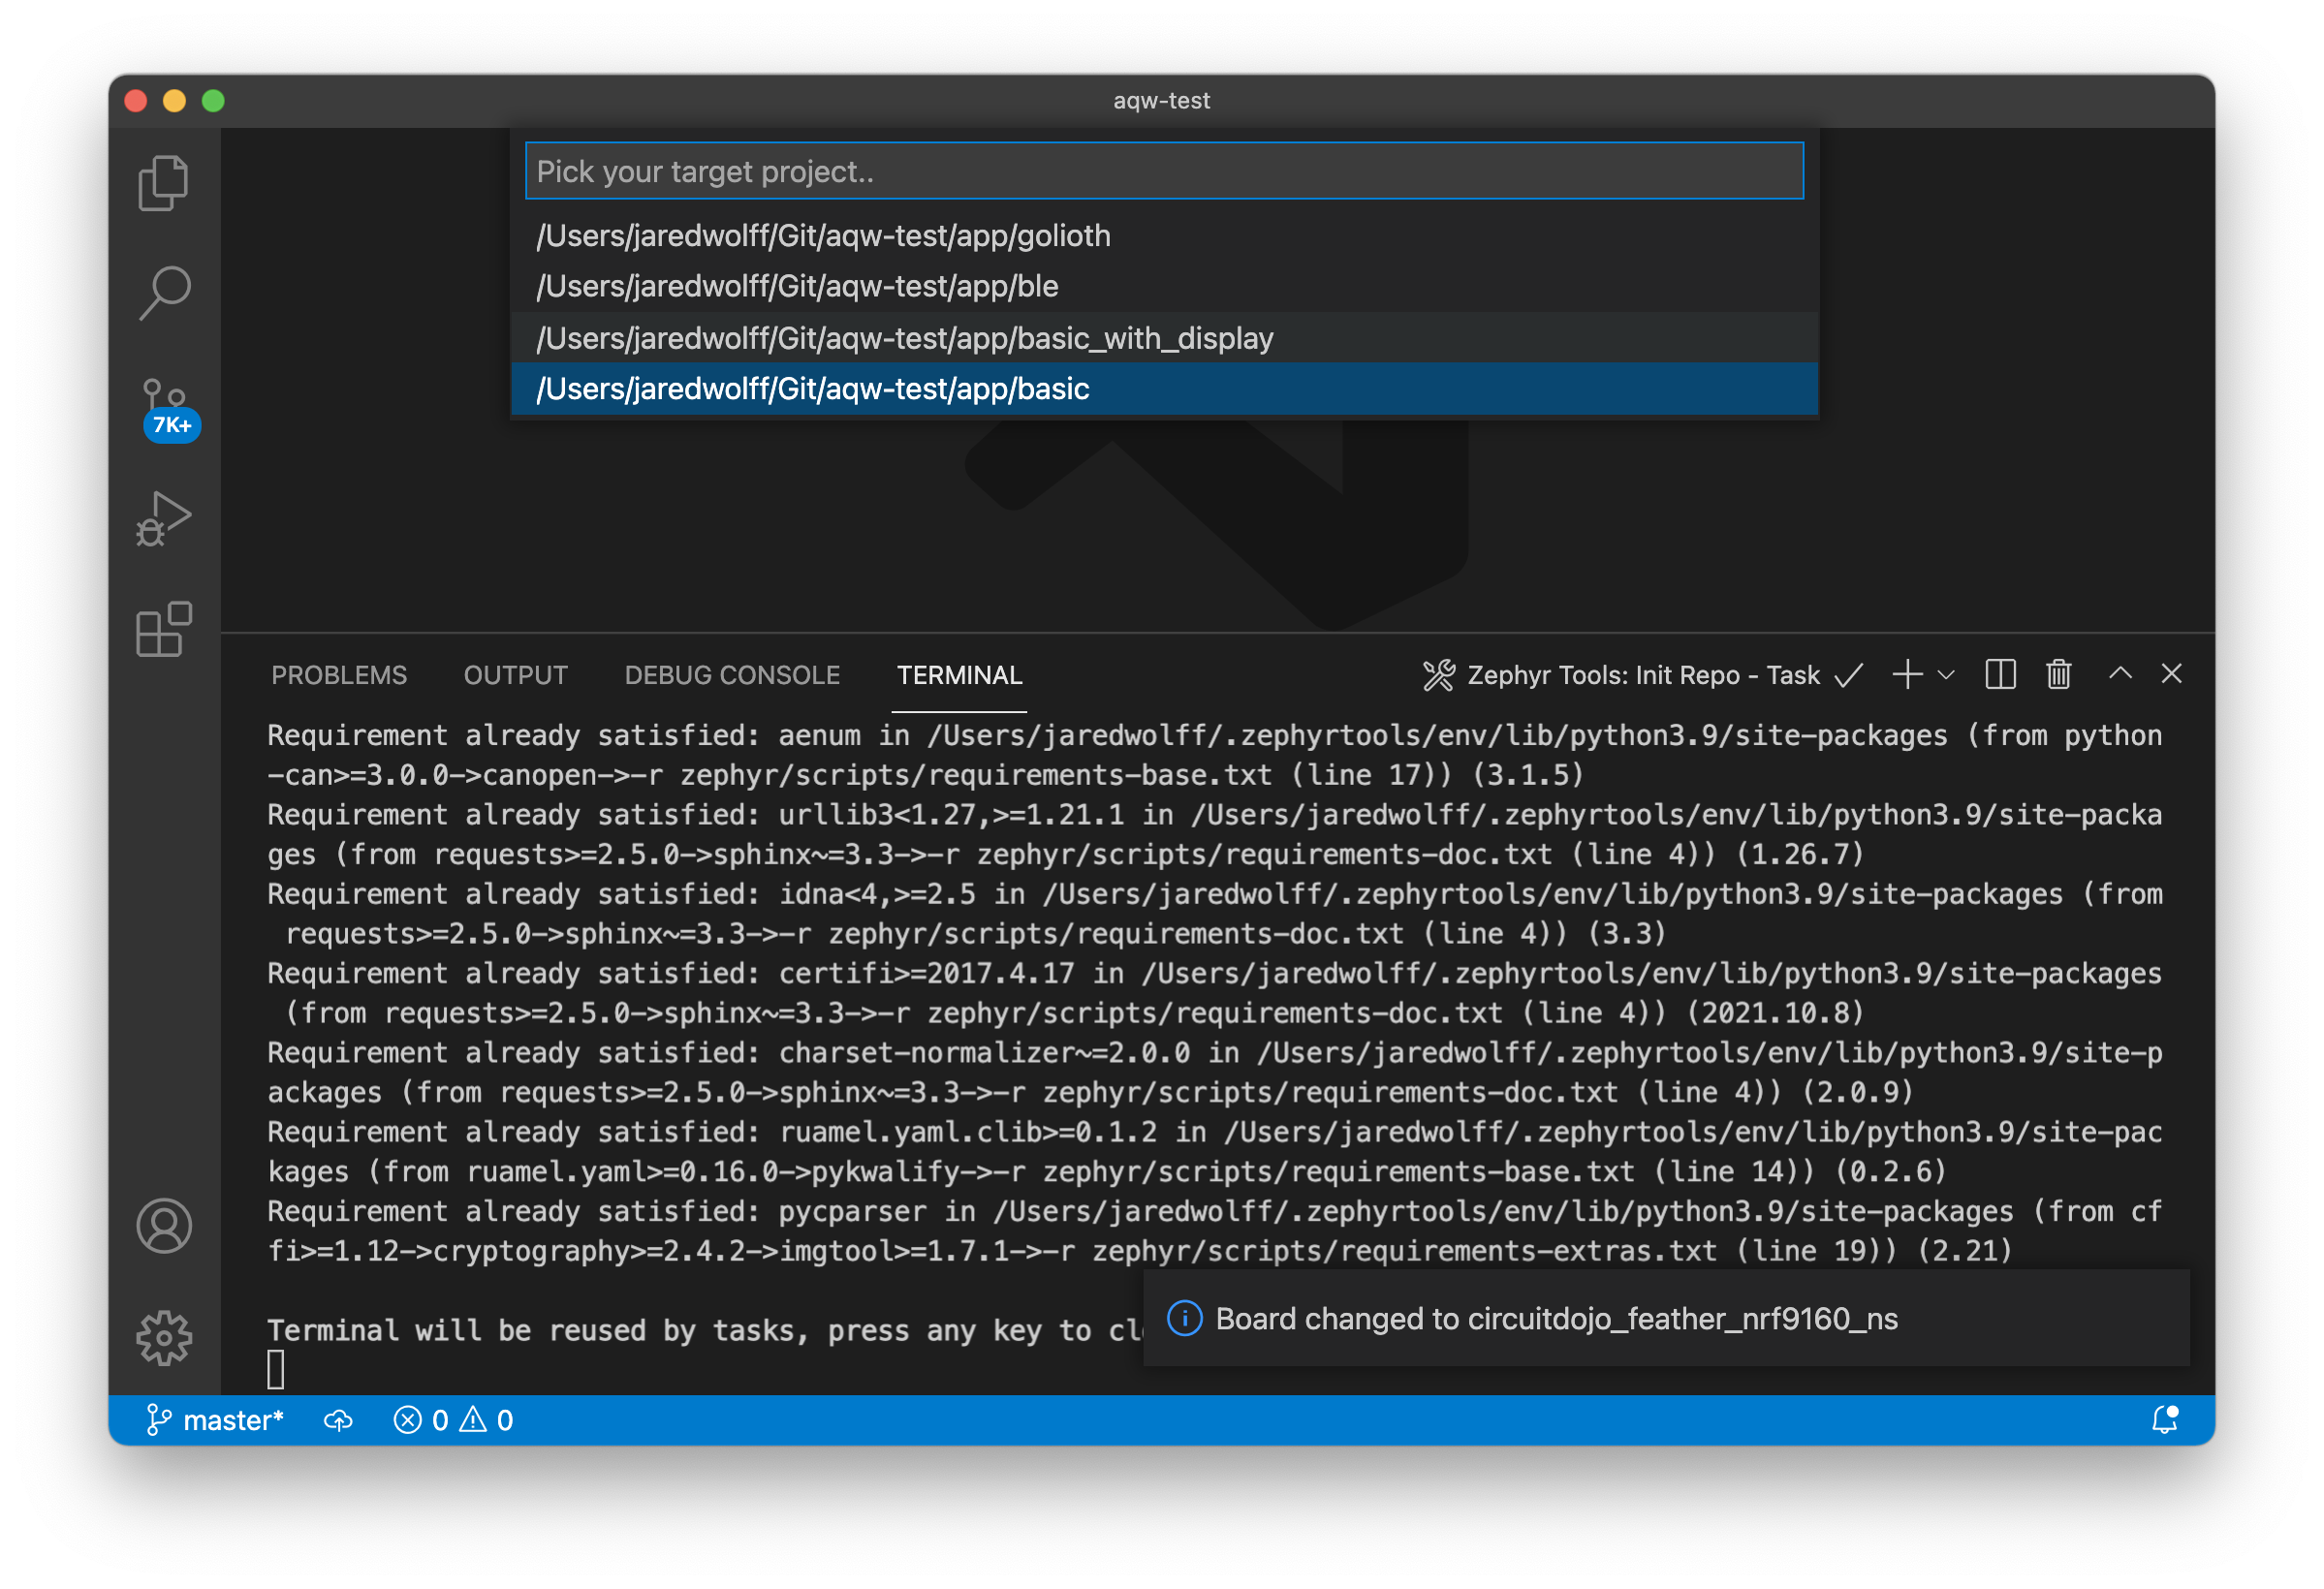 aqw-test
Pick your target project..
/Users/jaredwolff/Git/aqw-test/app/golioth
/Users/jaredwolff/Git/aqw-test/app/ble
/Users/jaredwolff/Git/aqw-test/app/basic_with_display
/Users/jaredwolff/Git/aqw-test/app/basic
7K+
PROBLEMS OUTPUT DEBUG CONSOLE TERMINAL Zephyr Tools: Init Repo - Task
Requirement already satisfied: aenum in /Users/jaredwolff/.zephyrtools/env/lib/python3.9/site-packages (from python
-can>=3.0.0->canopen->-r zephyr/scripts/requirements-base.txt (line 17)) (3.1.5)
Requirement already satisfied: urllib3<1.27,>=1.21.1 in /Users/jaredwolff/.zephyrtools/env/lib/python3.9/site-packa
ges (from requests>=2.5.0->sphinx~=3.3->-r zephyr/scripts/requirements-doc.txt (line 4)) (1.26.7)
Requirement already satisfied: idna<4,>=2.5 in /Users/jaredwolff/.zephyrtools/env/lib/python3.9/site-packages (from
 requests>=2.5.0->sphinx~=3.3->-r zephyr/scripts/requirements-doc.txt (line 4)) (3.3)
Requirement already satisfied: certifi>=2017.4.17 in /Users/jaredwolff/.zephyrtools/env/lib/python3.9/site-packages
 (from requests>=2.5.0->sphinx~=3.3->-r zephyr/scripts/requirements-doc.txt (line 4)) (2021.10.8)
Requirement already satisfied: charset-normalizer~=2.0.0 in /Users/jaredwolff/.zephyrtools/env/lib/python3.9/site-p
ackages (from requests>=2.5.0->sphinx~=3.3->-r zephyr/scripts/requirements-doc.txt (line 4)) (2.0.9)
Requirement already satisfied: ruamel.yaml.clib>=0.1.2 in /Users/jaredwolff/.zephyrtools/env/lib/python3.9/site-pac
kages (from ruamel.yaml>=0.16.0->pykwalify->-r zephyr/scripts/requirements-base.txt (line 14)) (0.2.6)
Requirement already satisfied: pycparser in /Users/jaredwolff/.zephyrtools/env/lib/python3.9/site-packages (from cf
fi>=1.12->cryptography>=2.4.2->imgtool>=1.7.1->-r zephyr/scripts/requirements-extras.txt (line 19)) (2.21)
Terminal will be reused by tasks, press any key to cl
Board changed to circuitdojo_feather_nrf9160_ns
master* 0 0